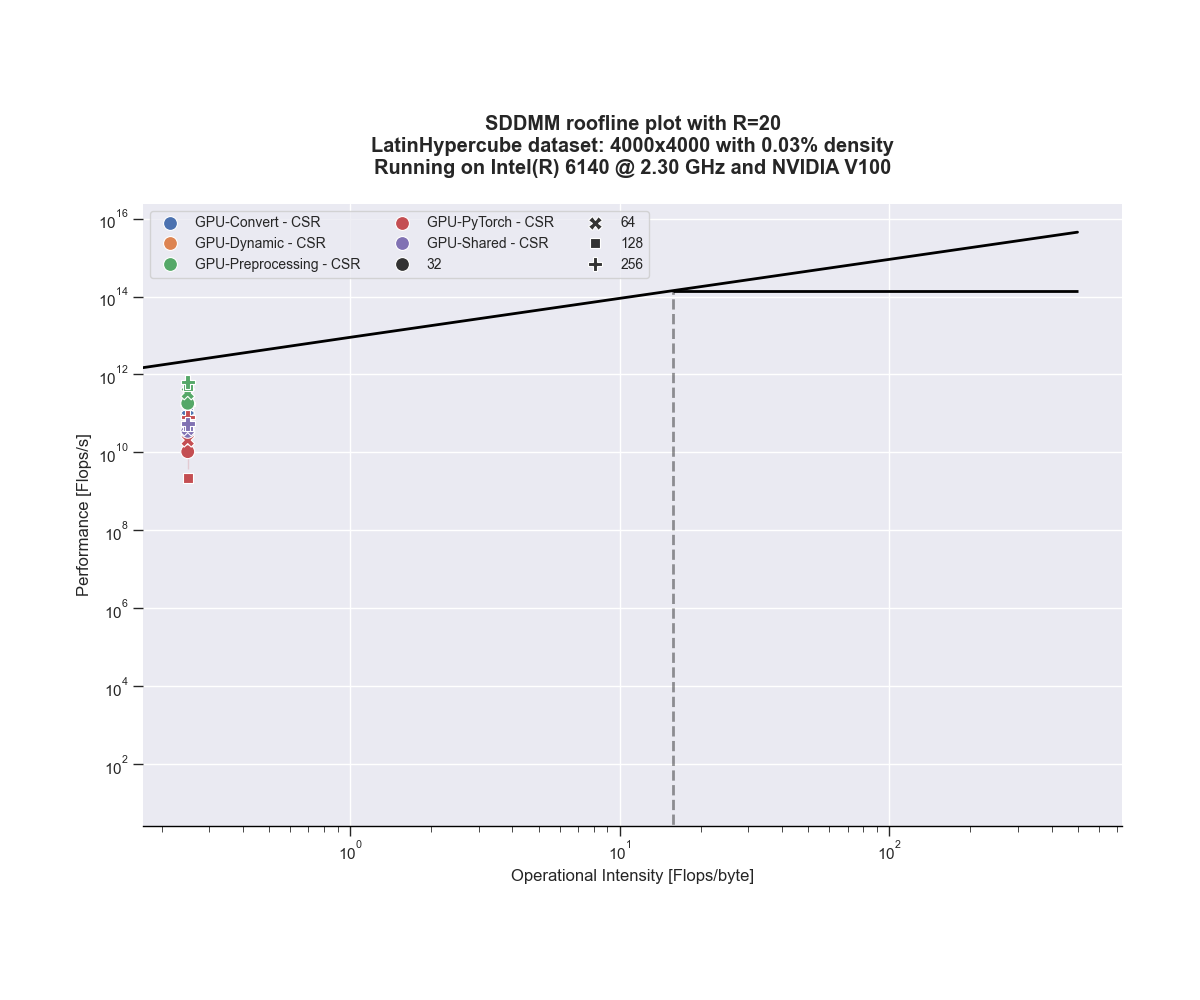 SDDMM roofline plot with R=20
LatinHypercube dataset: 4000x4000 with 0.03% density
Running on Intel(R) 6140 @ 2.30 GHz and NVIDIA V100
GPU-Convert - CSR
GPU-Dynamic - CSR
GPU-Preprocessing - CSR
GPU-PyTorch - CSR
GPU-Shared - CSR
32
64
128
256
10^16
10^14
10^12
10^10
10^8
10^6
10^4
10^2
Performance [Flops/s]
10^0
10^1
10^2
Operational Intensity [Flops/byte]